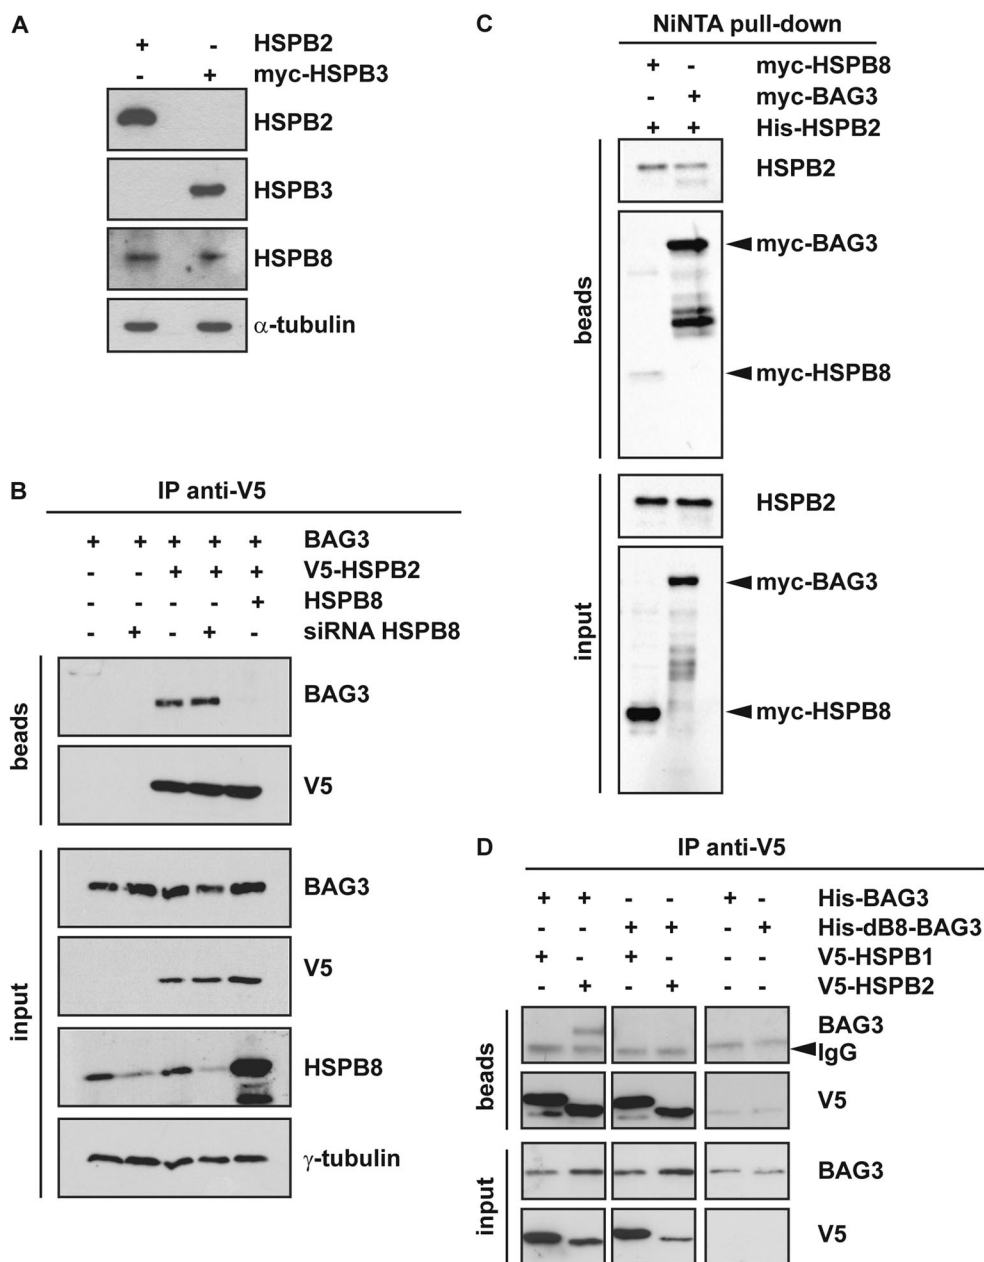 A
+ - HSPB2
- + myc-HSPB3
HSPB2
HSPB3
HSPB8
α-tubulin
B
IP anti-V5
+ + + + + BAG3
- - + + + V5-HSPB2
- - - - + HSPB8
- + - + - siRNA HSPB8
beads
BAG3
V5
input
BAG3
V5
HSPB8
γ-tubulin
C
NiNTA pull-down
+ - myc-HSPB8
- + myc-BAG3
+ + His-HSPB2
beads
HSPB2
myc-BAG3
myc-HSPB8
input
HSPB2
myc-BAG3
myc-HSPB8
D
IP anti-V5
+ + - - + - His-BAG3
- - + + - + His-dB8-BAG3
+ - + - - - V5-HSPB1
- + - + - - V5-HSPB2
beads
BAG3
IgG
V5
input
BAG3
V5